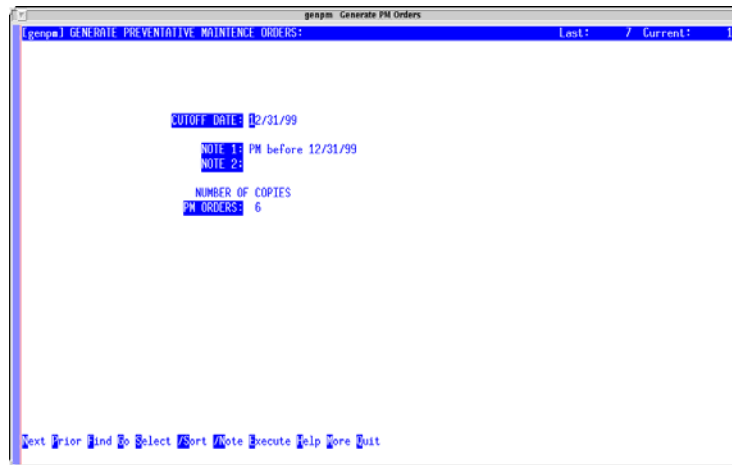 genpm Generate PM Orders
[genpm] GENERATE PREVENTATIVE MAINTENCE ORDERS: Last: 7 Current: 1
CUTOFF DATE: 12/31/99
NOTE 1: PM before 12/31/99
NOTE 2:
NUMBER OF COPIES
PM ORDERS: 6
Next Prior Find Go Select /Sort /Note Execute Help More Quit